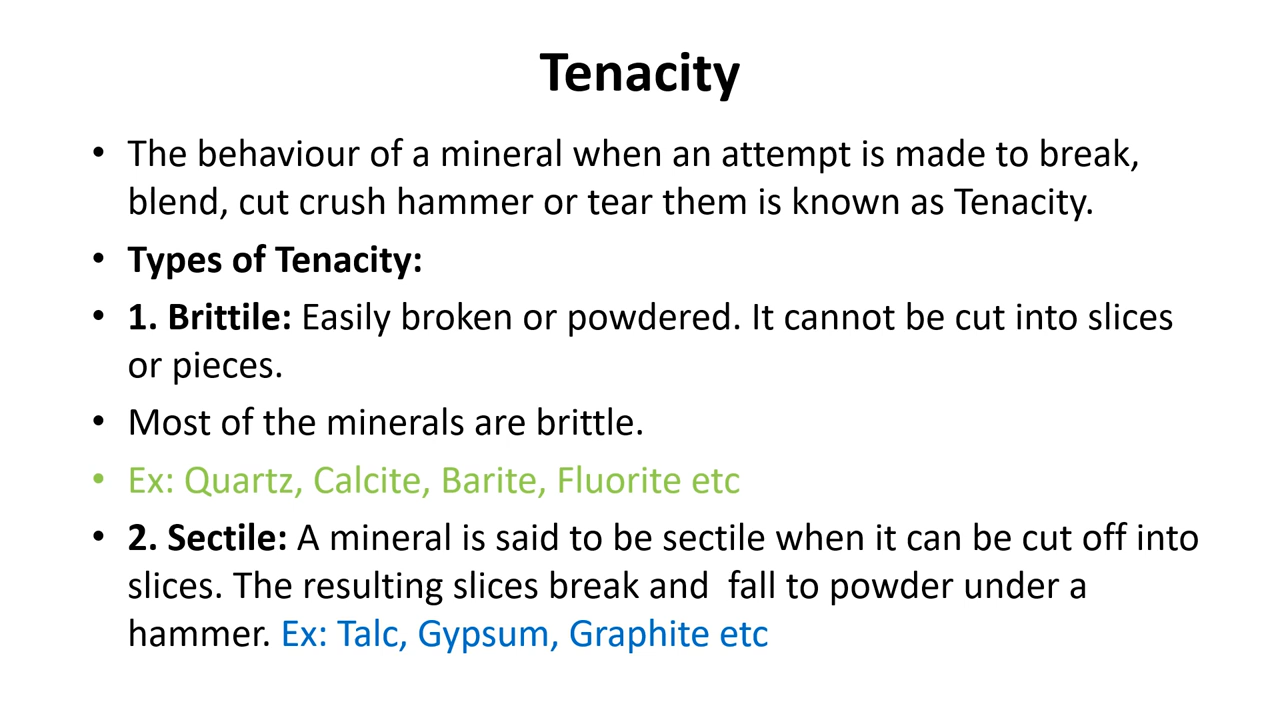 Tenacity
• The behaviour of a mineral when an attempt is made to break,
blend, cut crush hammer or tear them is known as Tenacity.
• Types of Tenacity:
• 1. Brittile: Easily broken or powdered. It cannot be cut into slices
or pieces.
• Most of the minerals are brittle.
• Ex: Quartz, Calcite, Barite, Fluorite etc
• 2. Sectile: A mineral is said to be sectile when it can be cut off into
slices. The resulting slices break and  fall to powder under a
hammer. Ex: Talc, Gypsum, Graphite etc